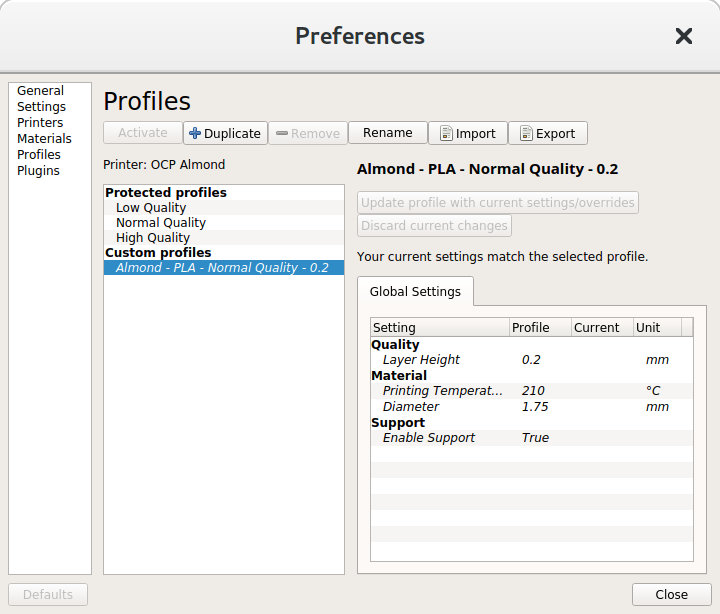 Preferences
General
Settings
Printers
Materials
Profiles
Plugins
Profiles
Activate Duplicate Remove Rename Import Export
Printer: OCP Almond
Protected profiles
Low Quality
Normal Quality
High Quality
Custom profiles
Almond - PLA - Normal Quality - 0.2
Almond - PLA - Normal Quality - 0.2
Update profile with current settings/overrides
Discard current changes
Your current settings match the selected profile.
Global Settings
Setting Profile Current Unit
Quality
Layer Height 0.2 mm
Material
Printing Temperat... 210 °C
Diameter 1.75 mm
Support
Enable Support True
Defaults
Close